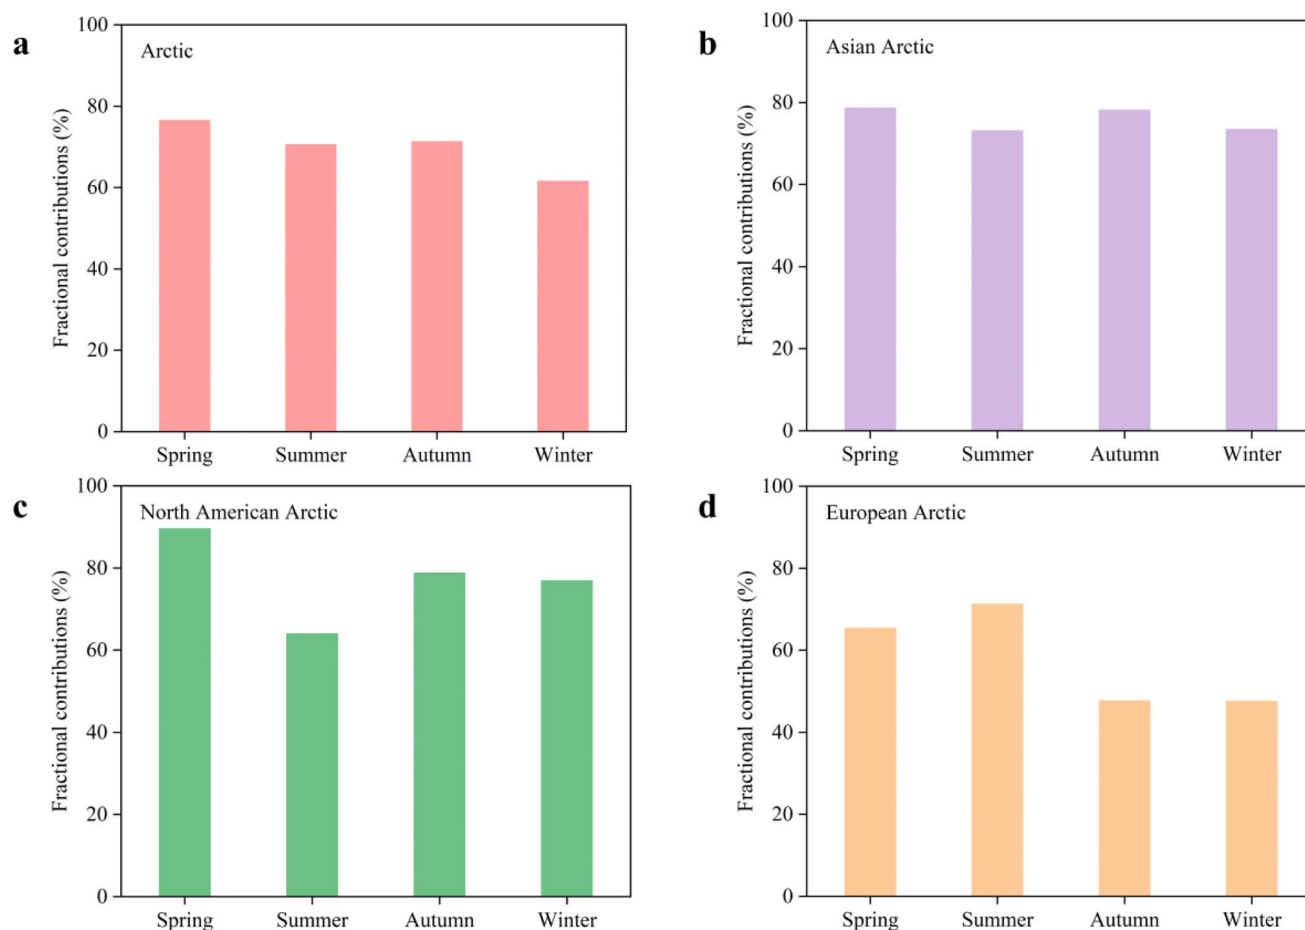 a
Arctic
Fractional contributions (%)
100
80
60
40
20
0
Spring Summer Autumn Winter
b
Asian Arctic
Fractional contributions (%)
100
80
60
40
20
0
Spring Summer Autumn Winter
c
North American Arctic
Fractional contributions (%)
100
80
60
40
20
0
Spring Summer Autumn Winter
d
European Arctic
Fractional contributions (%)
100
80
60
40
20
0
Spring Summer Autumn Winter